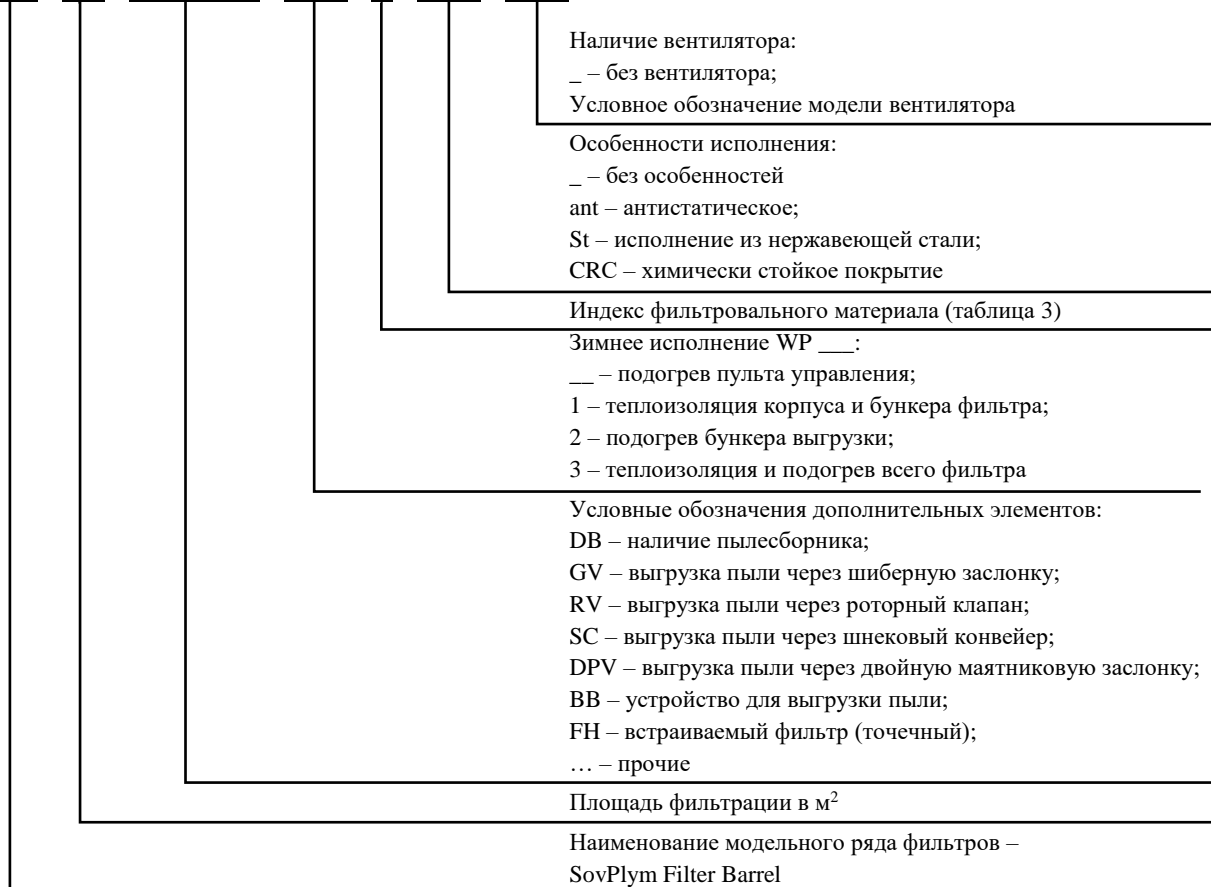 Наличие вентилятора:
_ – без вентилятора;
Условное обозначение модели вентилятора
Особенности исполнения:
_ – без особенностей
ant – антистатическое;
St – исполнение из нержавеющей стали;
CRC – химически стойкое покрытие
Индекс фильтровального материала (таблица 3)
Зимнее исполнение WP ___:
__ – подогрев пульта управления;
1 – теплоизоляция корпуса и бункера фильтра;
2 – подогрев бункера выгрузки;
3 – теплоизоляция и подогрев всего фильтра
Условные обозначения дополнительных элементов:
DB – наличие пылесборника;
GV – выгрузка пыли через шиберную заслонку;
RV – выгрузка пыли через роторный клапан;
SC – выгрузка пыли через шнековый конвейер;
DPV – выгрузка пыли через двойную маятниковую заслонку;
BB – устройство для выгрузки пыли;
FH – встраиваемый фильтр (точечный);
… – прочие
Площадь фильтрации в м²
Наименование модельного ряда фильтров –
SovPlym Filter Barrel